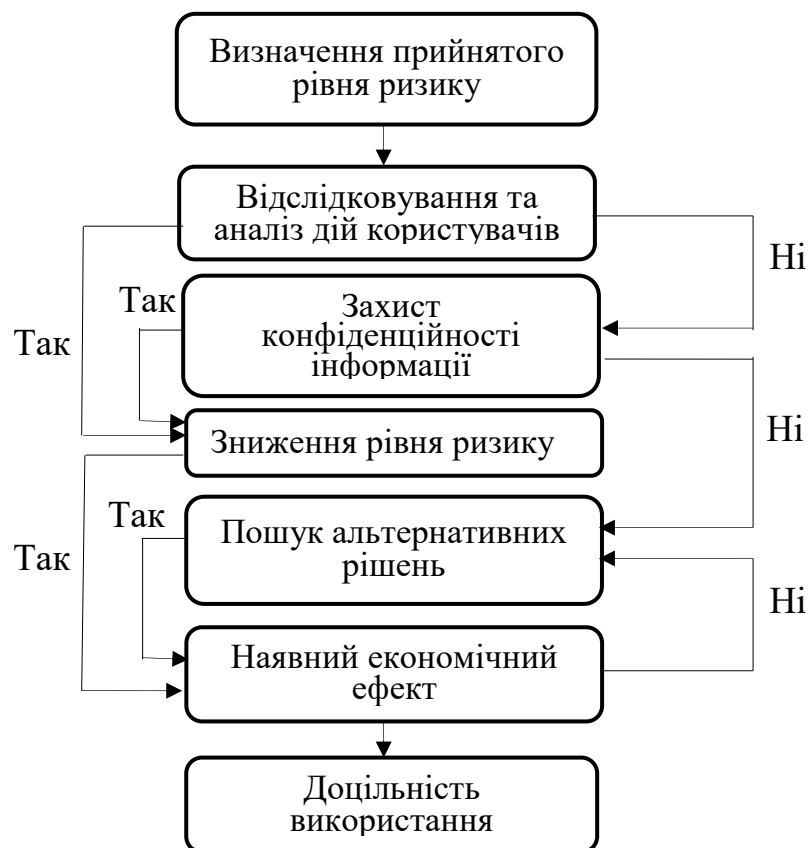 Визначення прийнятого
рівня ризику
Відслідковування та
аналіз дій користувачів
Ні
Так
Захист
конфіденційності
інформації
Так
Зниження рівня ризику
Ні
Так
Пошук альтернативних
рішень
Так
Ні
Наявний економічний
ефект
Доцільність
використання